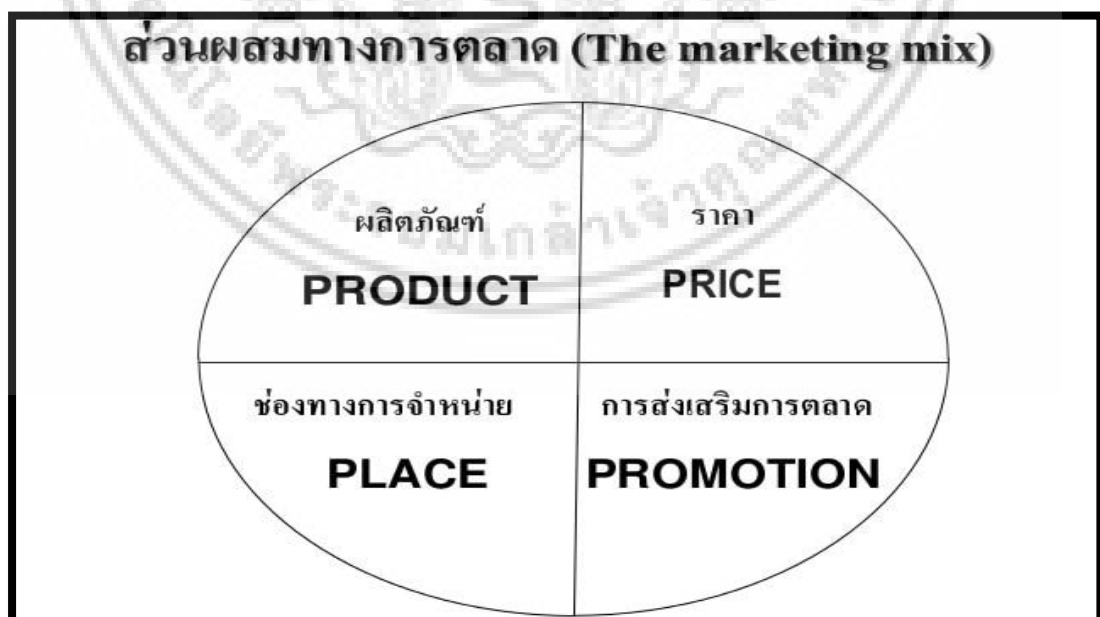 ส่วนผสมทางการตลาด (The marketing mix)
ผลิตภัณฑ์
PRODUCT
ราคา
PRICE
ช่องทางการจำหน่าย
PLACE
การส่งเสริมการตลาด
PROMOTION